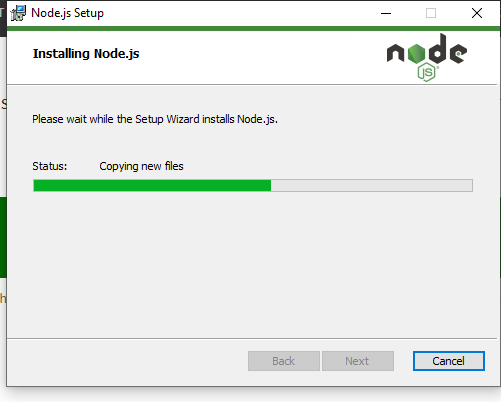 Node.js Setup
Installing Node.js
node
JS
Please wait while the Setup Wizard installs Node.js.
Status: Copying new files
Back Next Cancel